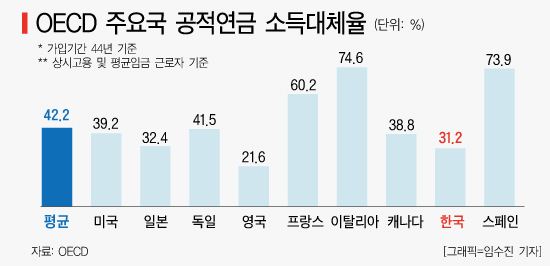 OECD 주요국 공적연금 소득대체율 (단위: %)
* 가입기간 44년 기준
** 상시고용 및 평균임금 근로자 기준
42.2 39.2 32.4 41.5 21.6 60.2 74.6 38.8 31.2 73.9
평균 미국 일본 독일 영국 프랑스 이탈리아 캐나다 한국 스페인
자료: OECD [그래픽=임수진 기자]